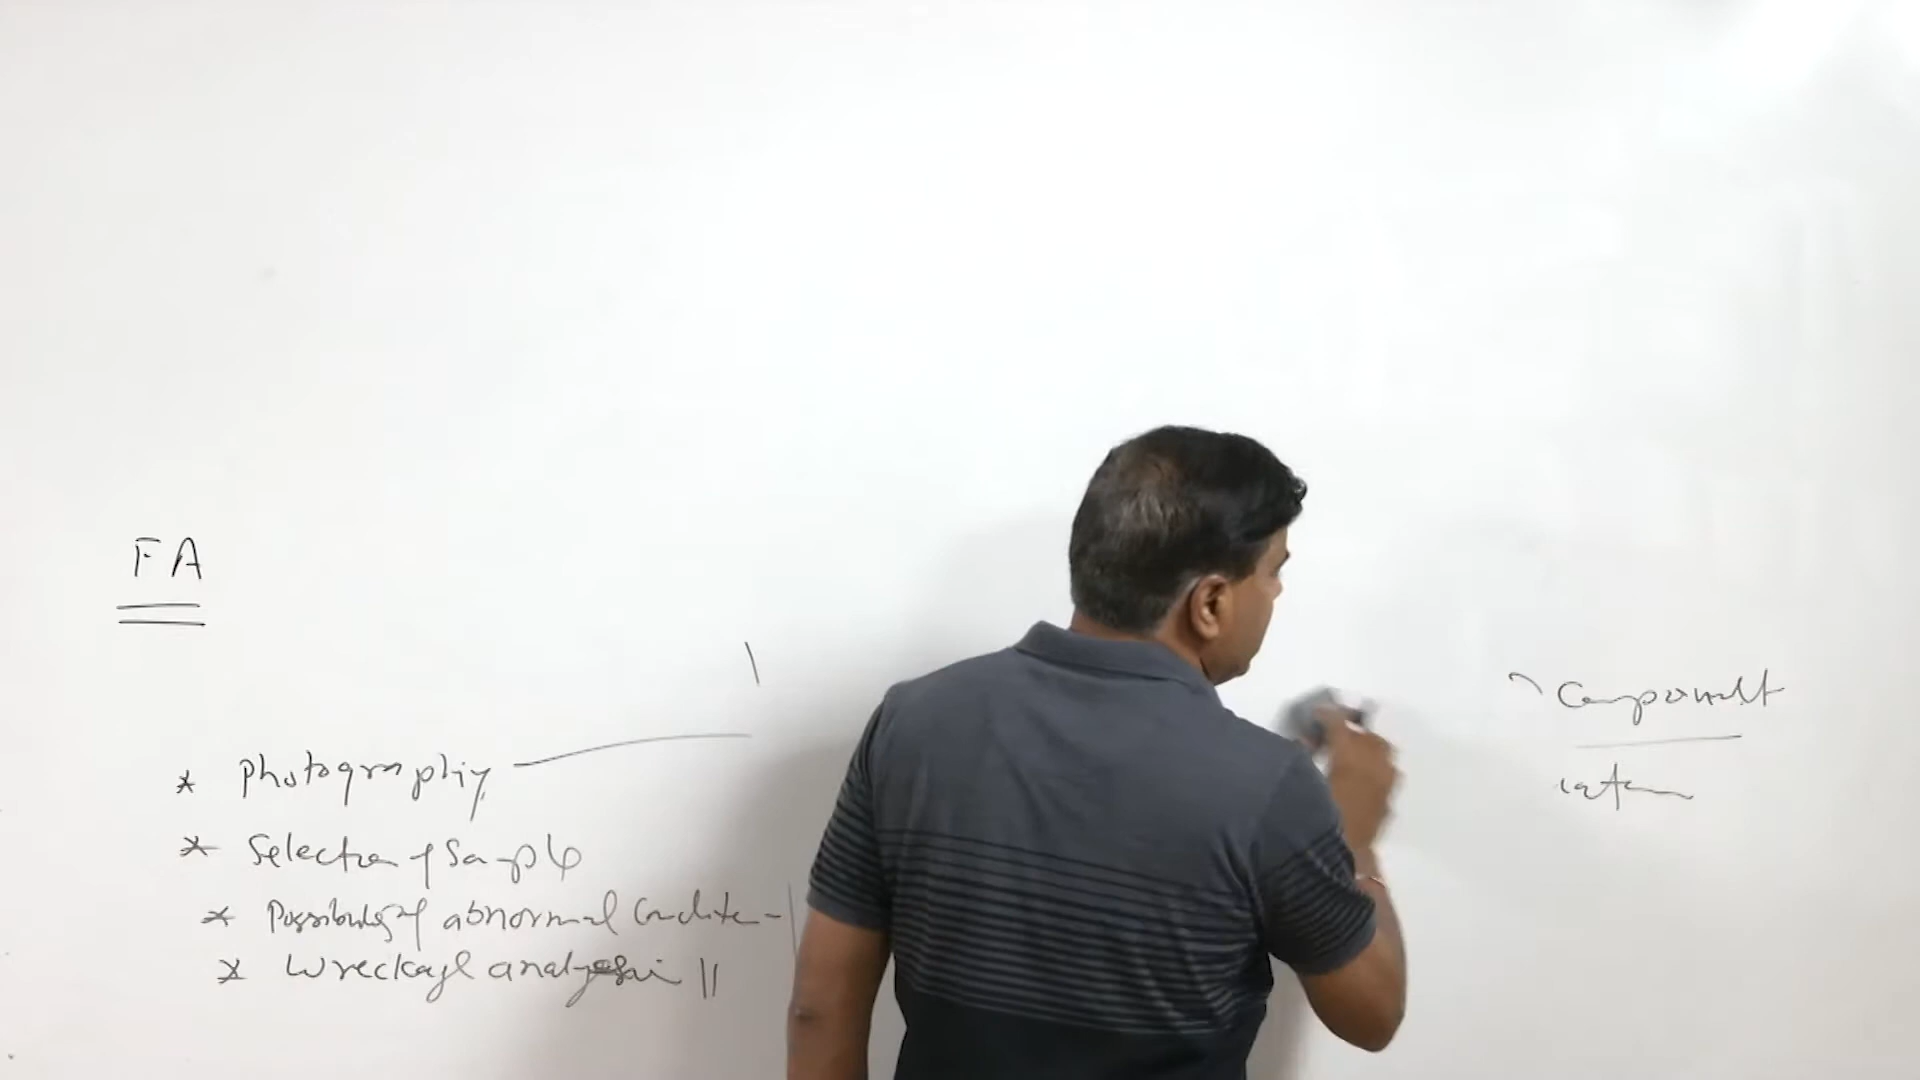 FA
* Photography
* Selection of Sample
* Possibility of abnormal Condition
* Wreckage analysis
Component